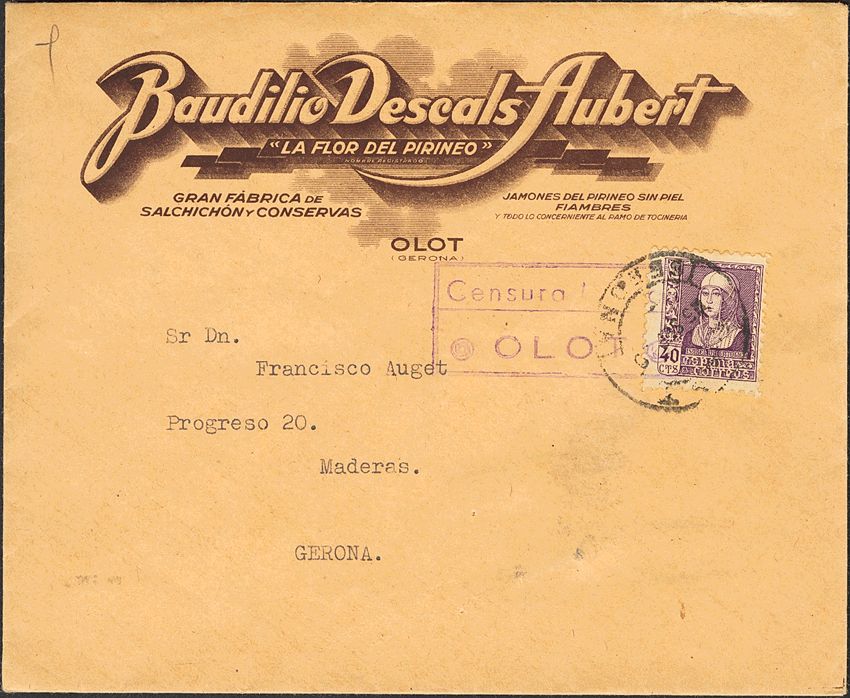 Baudilio Descals Aubert
"LA FLOR DEL PIRINEO"
NOMBRE REGISTRADO
GRAN FÁBRICA DE
SALCHICHÓN Y CONSERVAS
JAMONES DEL PIRINEO SIN PIEL
FIAMBRES
Y TODO LO CONCERNIENTE AL RAMO DE TOCINERIA
OLOT
(GERONA)
Censura
OLOT
40
CTS
CORREOS
Sr Dn.
Francisco Auget
Progreso 20.
Maderas.
GERONA.